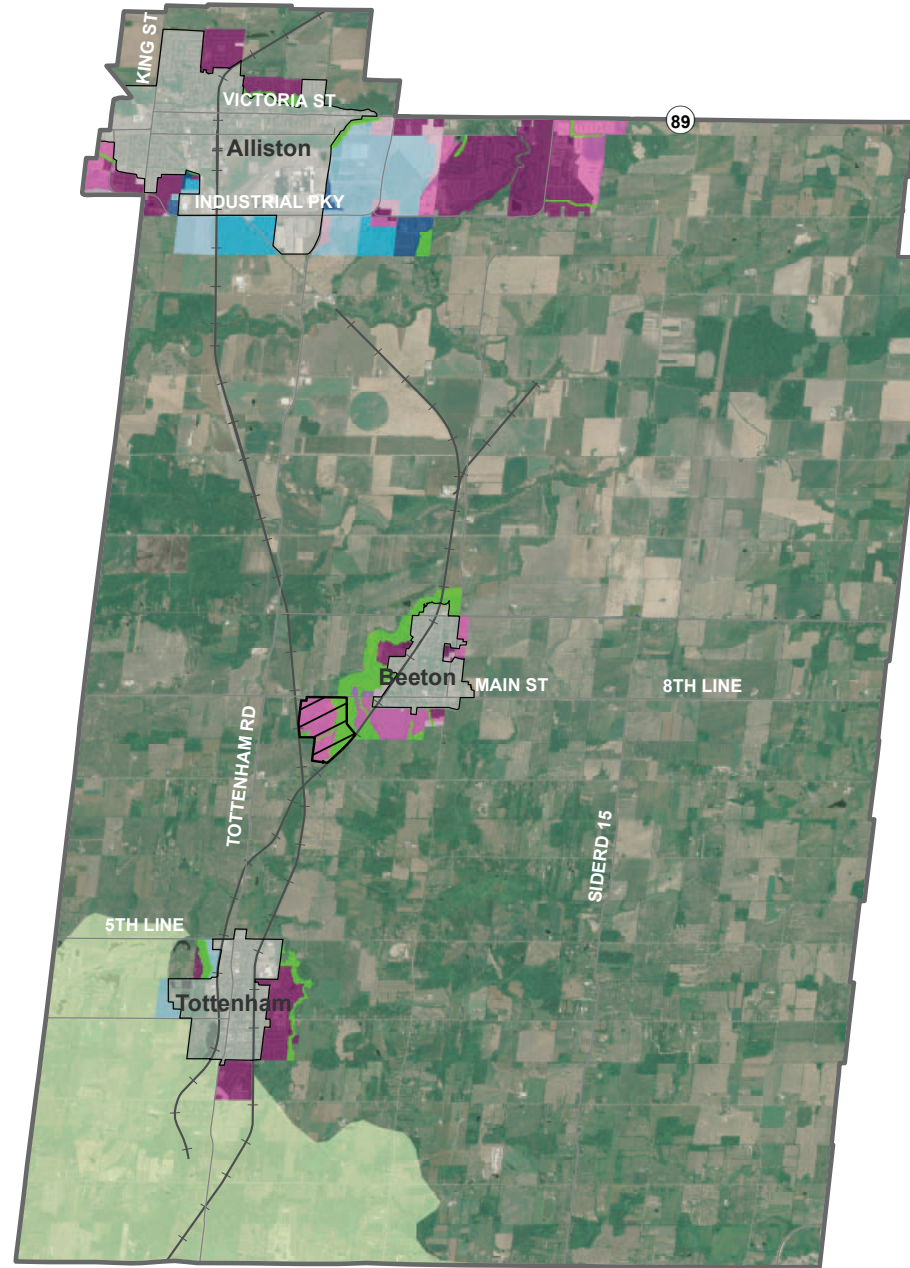 KING ST
VICTORIA ST
89
Alliston
INDUSTRIAL PKY
Beeton
MAIN ST
8TH LINE
TOTTENHAM RD
SIDERD 15
5TH LINE
Tottenham